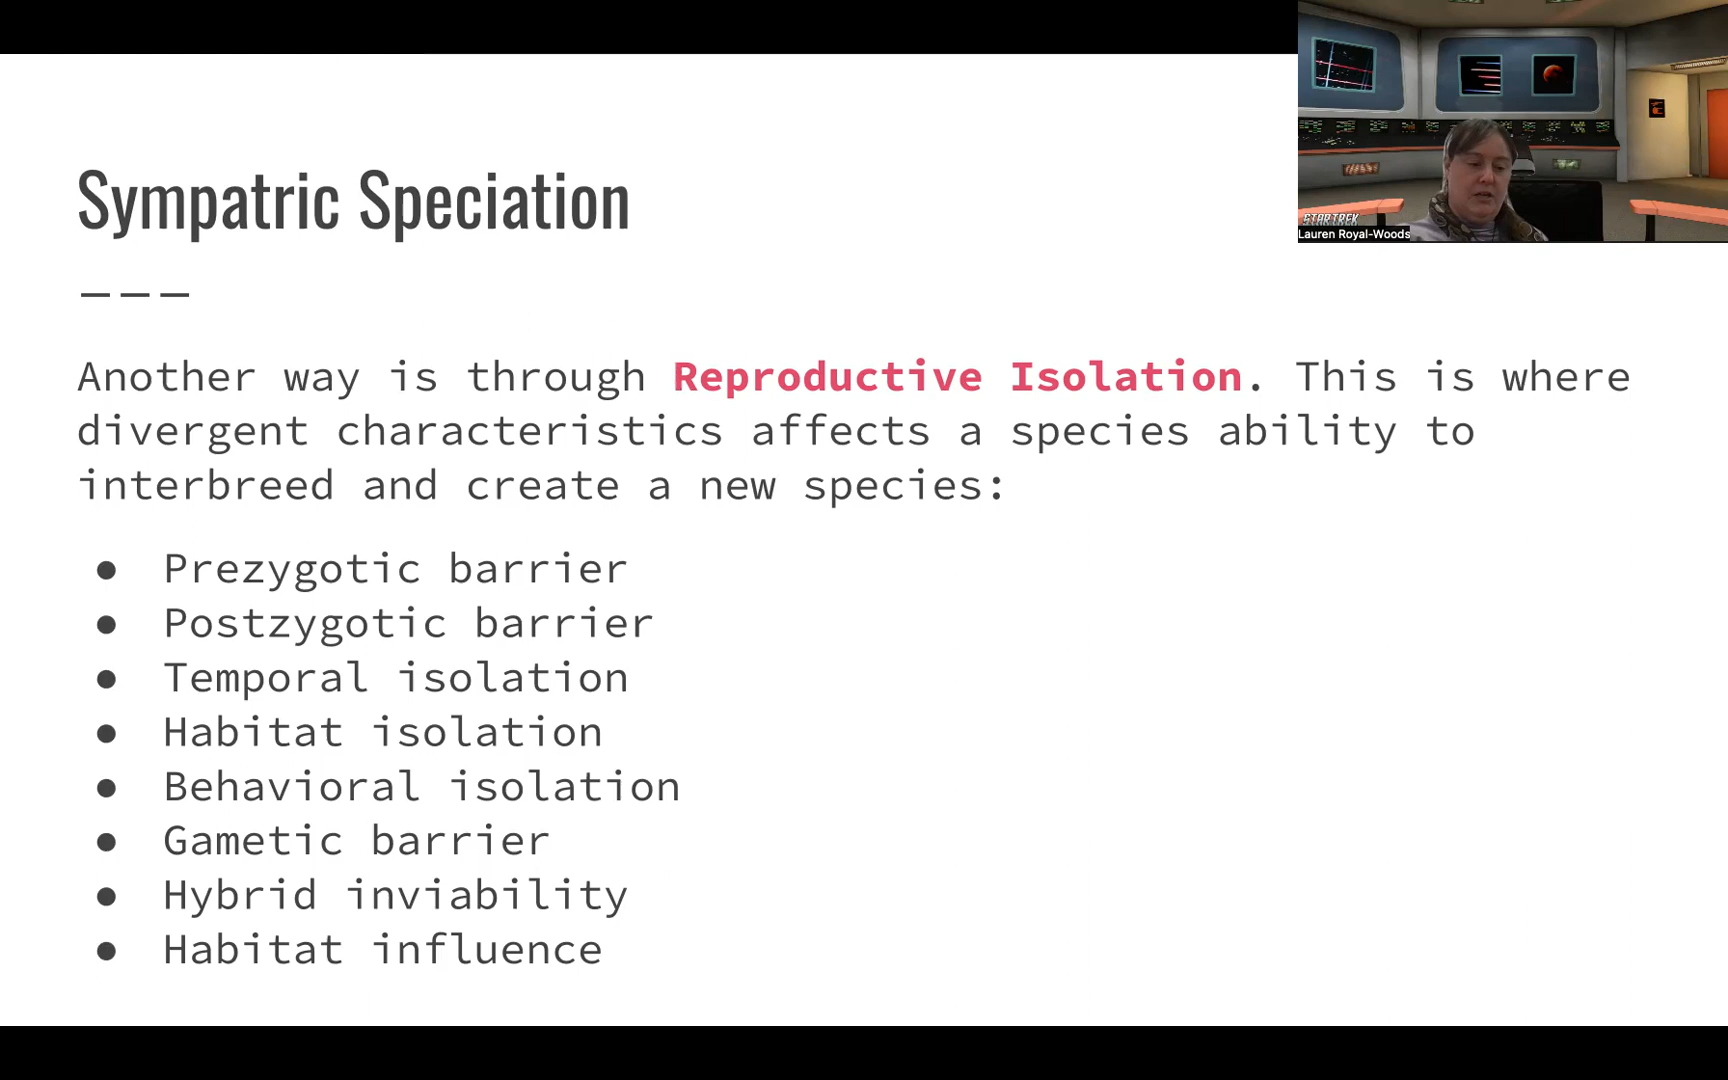 STAR TREK
Lauren Royal-Woods
Sympatric Speciation
———
Another way is through Reproductive Isolation. This is where
divergent characteristics affects a species ability to
interbreed and create a new species:
● Prezygotic barrier
● Postzygotic barrier
● Temporal isolation
● Habitat isolation
● Behavioral isolation
● Gametic barrier
● Hybrid inviability
● Habitat influence